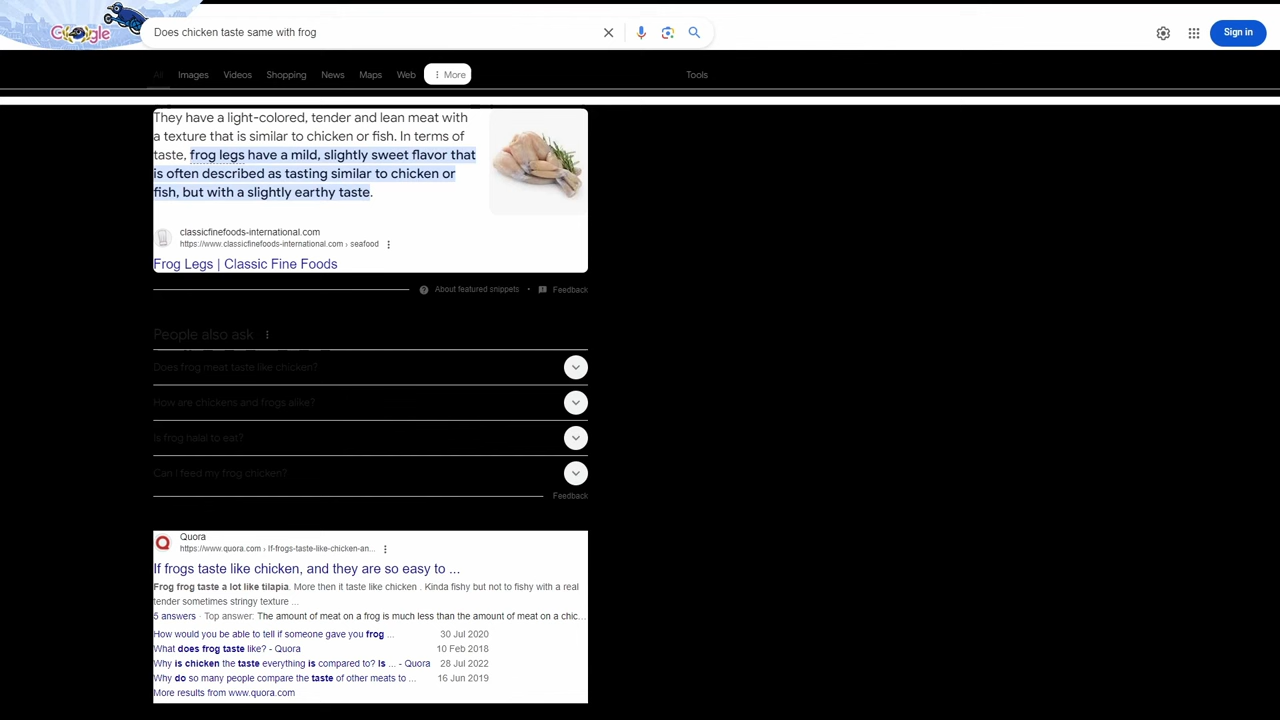 Google
Does chicken taste same with frog
Sign in
All
Images
Videos
Shopping
News
Maps
Web
More
Tools
They have a light-colored, tender and lean meat with
a texture that is similar to chicken or fish. In terms of
taste, frog legs have a mild, slightly sweet flavor that
is often described as tasting similar to chicken or
fish, but with a slightly earthy taste.
classicfinefoods-international.com
https://www.classicfinefoods-international.com › seafood
Frog Legs | Classic Fine Foods
About featured snippets • Feedback
People also ask
Does frog meat taste like chicken?
How are chickens and frogs alike?
Is frog halal to eat?
Can I feed my frog chicken?
Feedback
Quora
https://www.quora.com › If-frogs-taste-like-chicken-an...
If frogs taste like chicken, and they are so easy to ...
Frog frog taste a lot like tilapia. More then it taste like chicken . Kinda fishy but not to fishy with a real
tender sometimes stringy texture ...
5 answers · Top answer: The amount of meat on a frog is much less than the amount of meat on a chic...
How would you be able to tell if someone gave you frog ... 30 Jul 2020
What does frog taste like? - Quora 10 Feb 2018
Why is chicken the taste everything is compared to? Is ... - Quora 28 Jul 2022
Why do so many people compare the taste of other meats to ... 16 Jun 2019
More results from www.quora.com